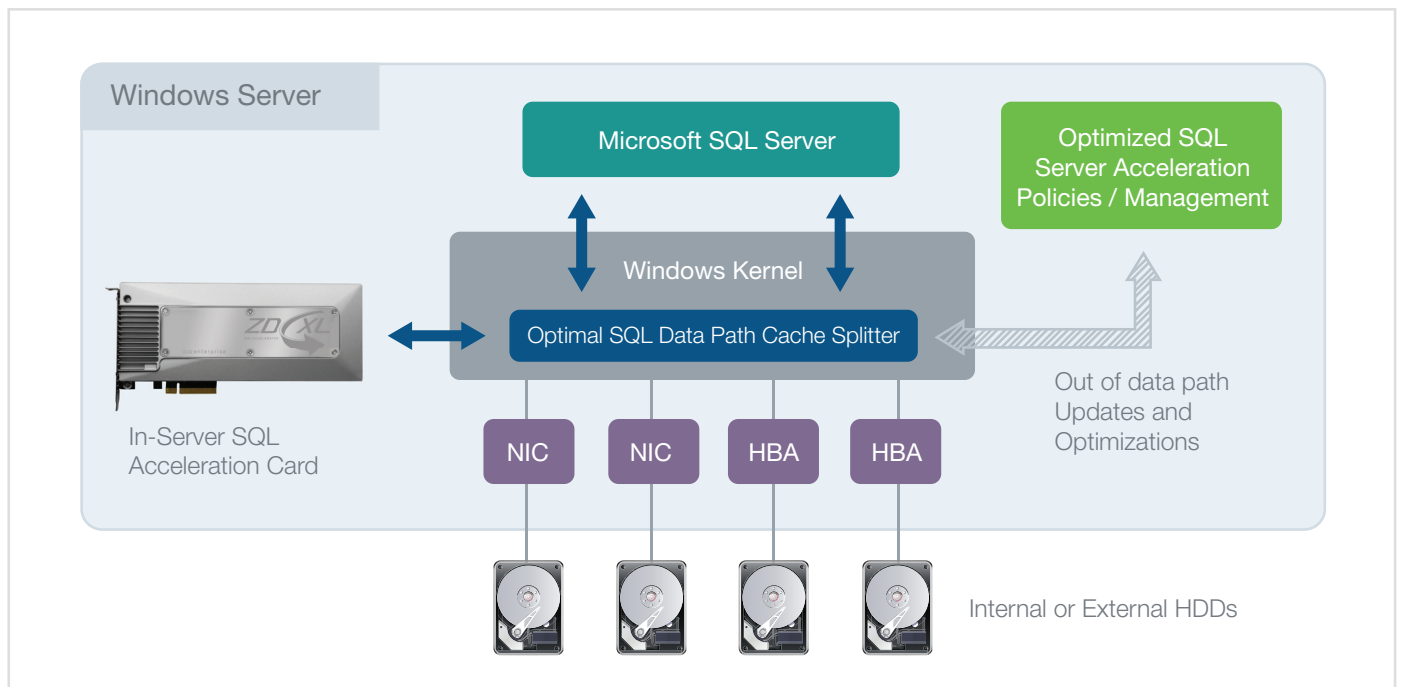 Windows Server
Microsoft SQL Server
Optimized SQL
Server Acceleration
Policies / Management
Windows Kernel
Optimal SQL Data Path Cache Splitter
ZD XL
In-Server SQL
Acceleration Card
NIC
NIC
HBA
HBA
Out of data path
Updates and
Optimizations
Internal or External HDDs